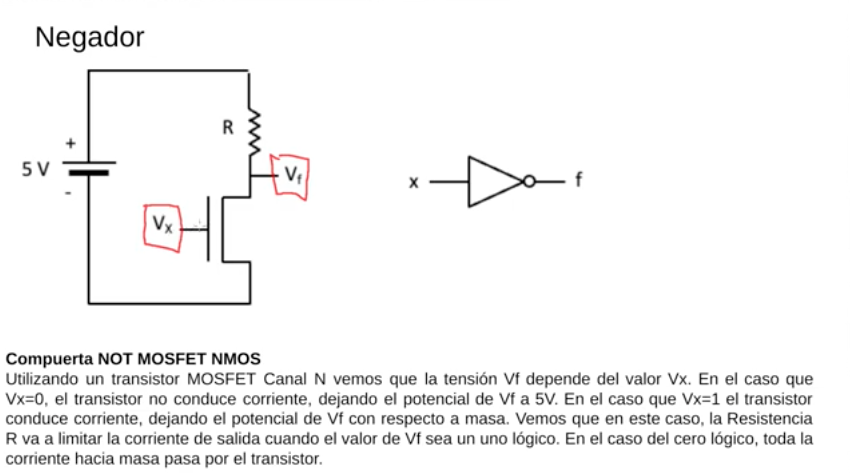 Negador
R
+
5 V
-
Vf
Vx
x
f
Compuerta NOT MOSFET NMOS
Utilizando un transistor MOSFET Canal N vemos que la tensión Vf depende del valor Vx. En el caso que
Vx=0, el transistor no conduce corriente, dejando el potencial de Vf a 5V. En el caso que Vx=1 el transistor
conduce corriente, dejando el potencial de Vf con respecto a masa. Vemos que en este caso, la Resistencia
R va a limitar la corriente de salida cuando el valor de Vf sea un uno lógico. En el caso del cero lógico, toda la
corriente hacia masa pasa por el transistor.